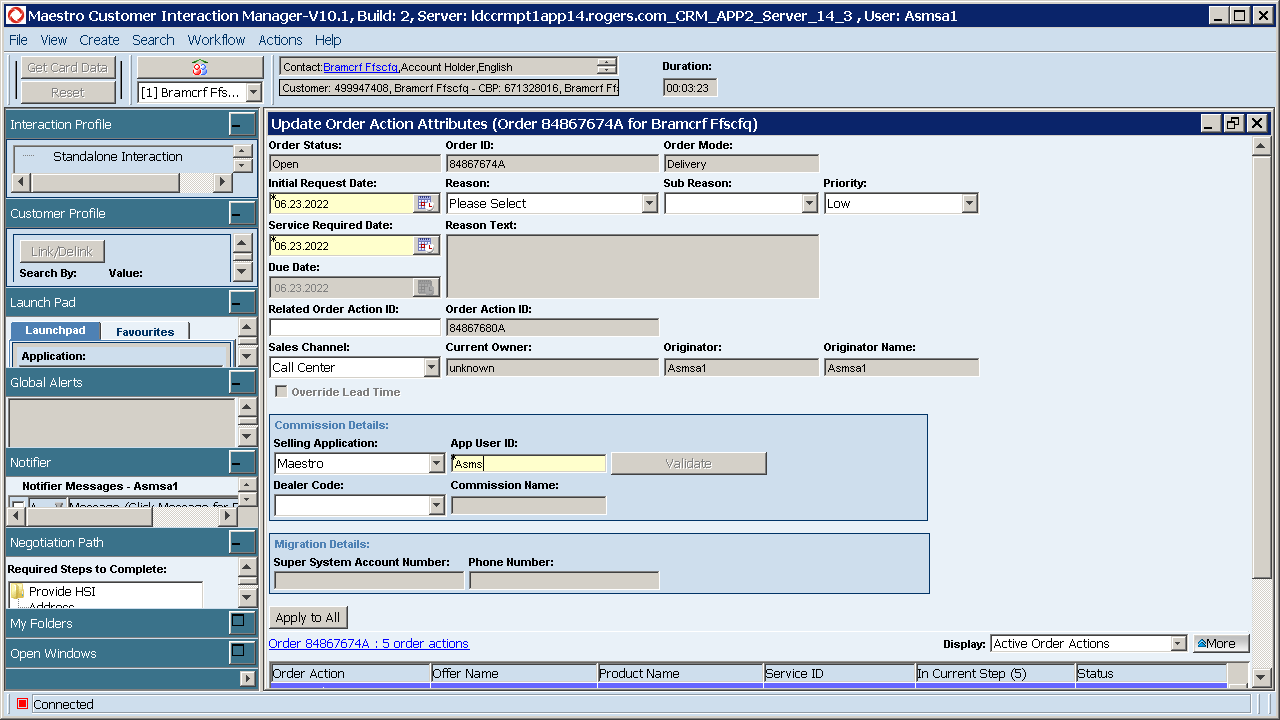 Maestro Customer Interaction Manager-V10.1, Build: 2, Server: ldccrmpt1app14.rogers.com_CRM_APP2_Server_14_3 , User: Asmsa1
File View Create Search Workflow Actions Help
Get Card Data
Reset
[1] Bramcrf Ffs...
Contact:Bramcrf Ffscfq,Account Holder,English
Customer: 499947408, Bramcrf Ffscfq - CBP: 671328016, Bramcrf Ff
Duration:
00:03:23
Interaction Profile
Standalone Interaction
Customer Profile
Link/Delink
Search By: Value:
Launch Pad
Launchpad Favourites
Application:
Global Alerts
Notifier
Notifier Messages - Asmsa1
A... Message (Click Message for
Negotiation Path
Required Steps to Complete:
Provide HSI
Address
My Folders
Open Windows
Update Order Action Attributes (Order 84867674A for Bramcrf Ffscfq)
Order Status: Order ID: Order Mode:
Open 84867674A Delivery
Initial Request Date: Reason: Sub Reason: Priority:
*06.23.2022 Please Select Low
Service Required Date: Reason Text:
*06.23.2022
Due Date:
06.23.2022
Related Order Action ID: Order Action ID:
84867680A
Sales Channel: Current Owner: Originator: Originator Name:
Call Center unknown Asmsa1 Asmsa1
Override Lead Time
Commission Details:
Selling Application: App User ID:
Maestro *Asms Validate
Dealer Code: Commission Name:
Migration Details:
Super System Account Number: Phone Number:
Apply to All
Order 84867674A : 5 order actions Display: Active Order Actions More
Order Action Offer Name Product Name Service ID In Current Step (5) Status
Connected